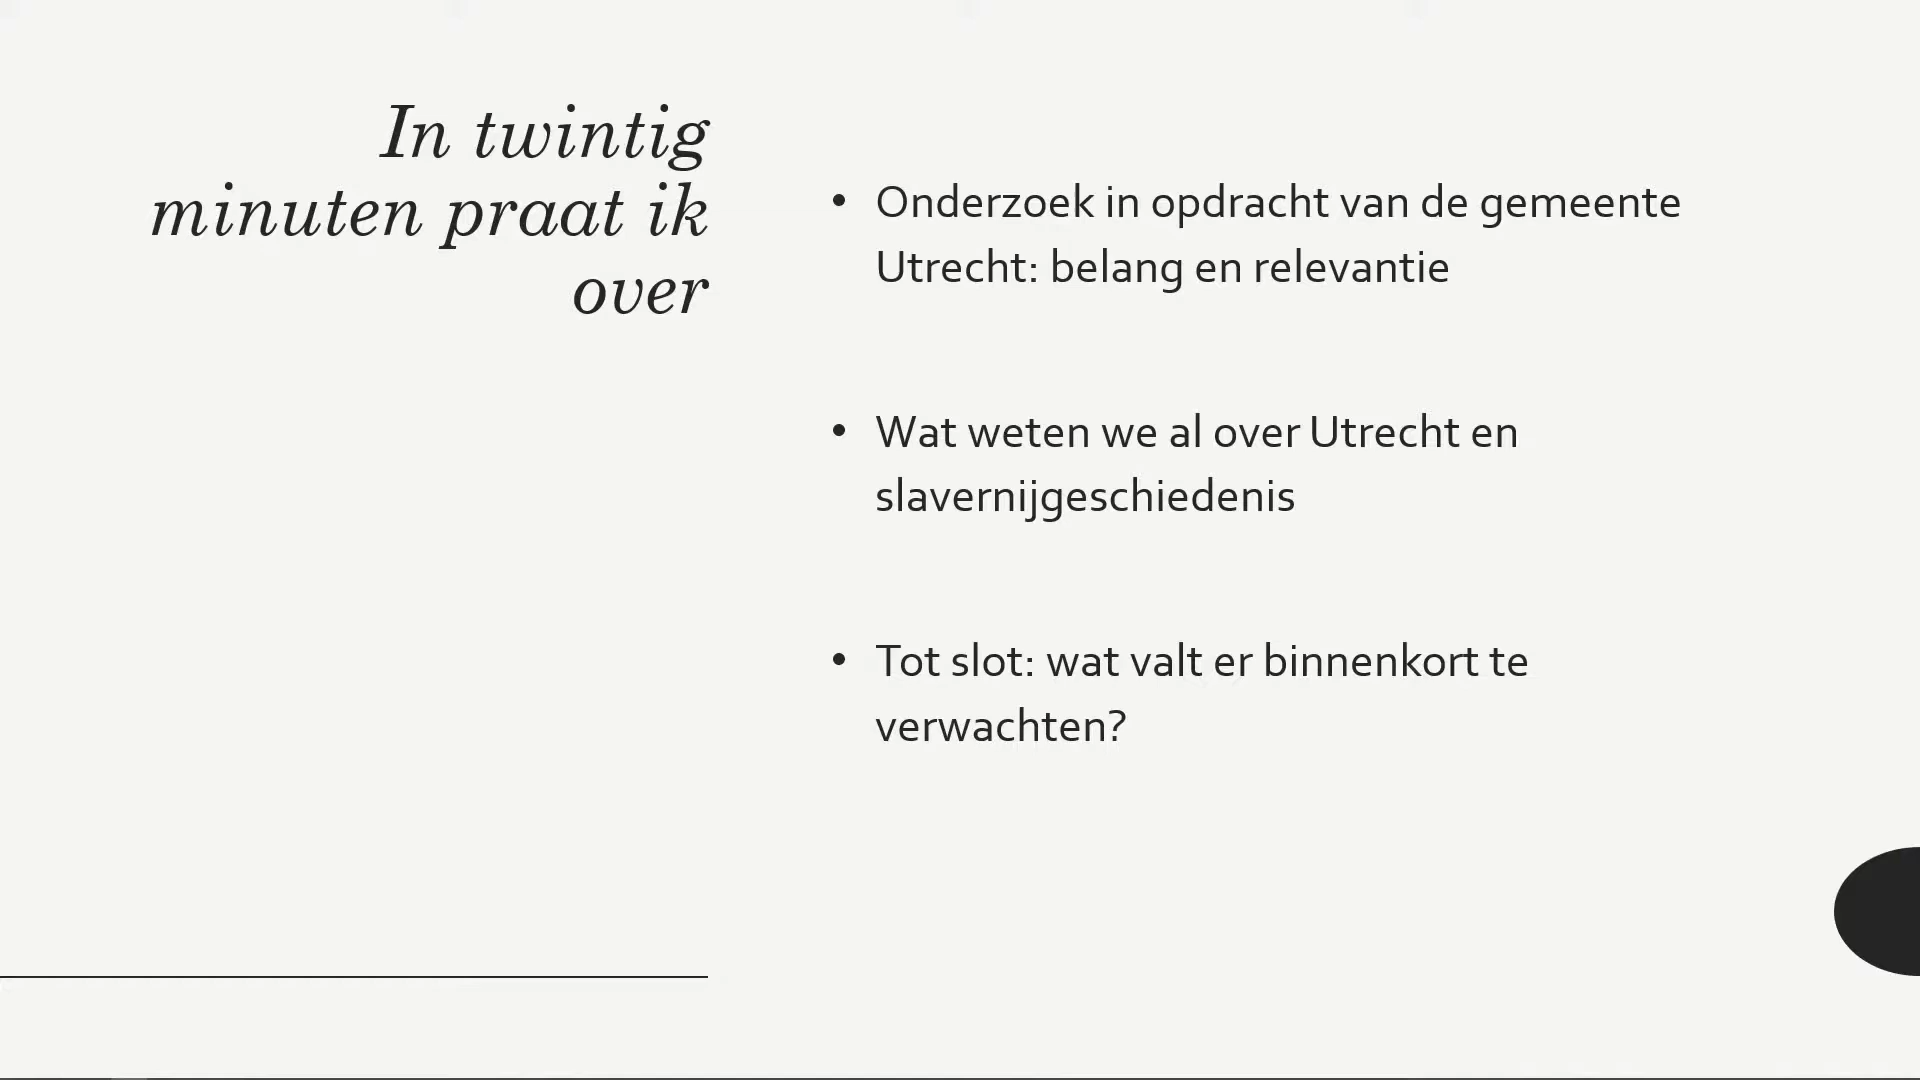 In twintig
minuten praat ik
over
• Onderzoek in opdracht van de gemeente
Utrecht: belang en relevantie
• Wat weten we al over Utrecht en
slavernijgeschiedenis
• Tot slot: wat valt er binnenkort te
verwachten?